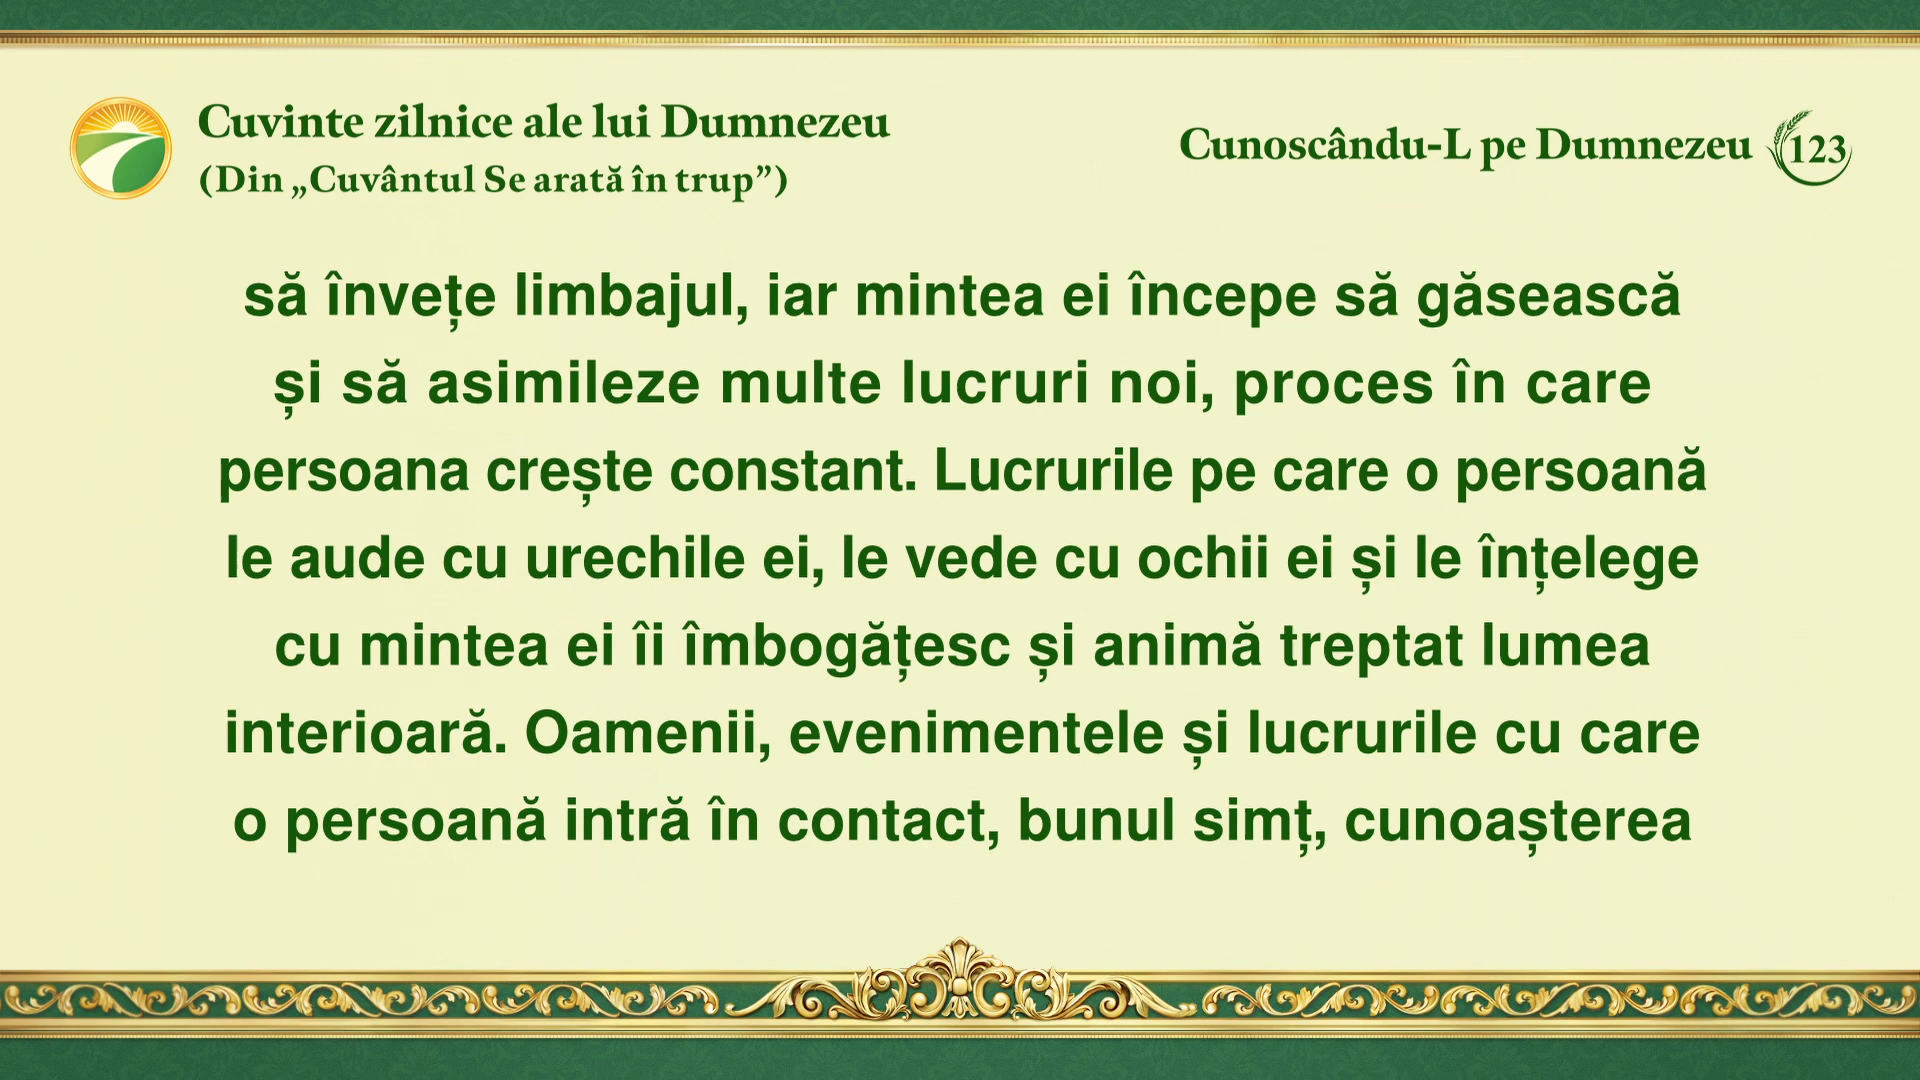 Cuvinte zilnice ale lui Dumnezeu
(Din „Cuvântul Se arată în trup”)
Cunoscându-L pe Dumnezeu 123
să învețe limbajul, iar mintea ei începe să găsească
și să asimileze multe lucruri noi, proces în care
persoana crește constant. Lucrurile pe care o persoană
le aude cu urechile ei, le vede cu ochii ei și le înțelege
cu mintea ei îi îmbogățesc și animă treptat lumea
interioară. Oamenii, evenimentele și lucrurile cu care
o persoană intră în contact, bunul simț, cunoașterea